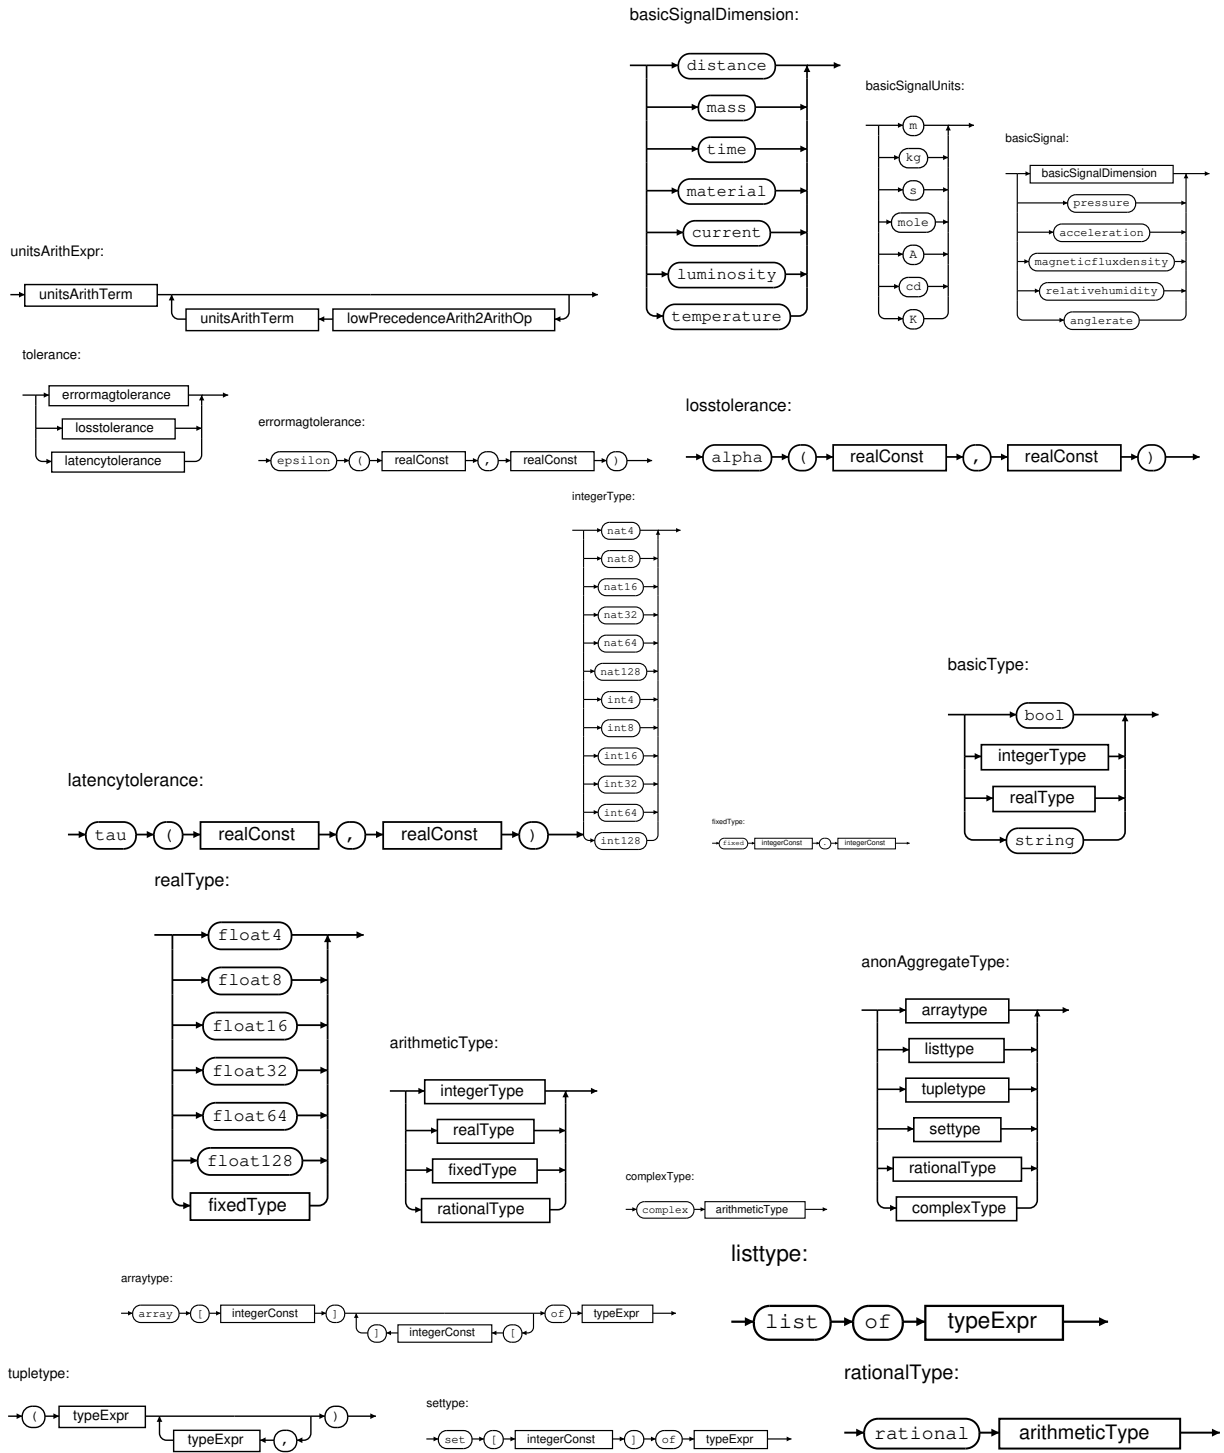 basicSignalDimension:
distance
mass
time
material
current
luminosity
temperature
basicSignalUnits:
m
kg
s
mole
A
cd
K
basicSignal:
basicSignalDimension
pressure
acceleration
magneticfluxdensity
relativehumidity
anglerate
unitsArithExpr:
unitsArithTerm
unitsArithTerm lowPrecedenceArith2ArithOp
tolerance:
errormagtolerance
losstolerance
latencytolerance
errormagtolerance:
epsilon ( realConst , realConst )
losstolerance:
alpha ( realConst , realConst )
latencytolerance:
tau ( realConst , realConst )
integerType:
nat4
nat8
nat16
nat32
nat64
nat128
int4
int8
int16
int32
int64
int128
fixedType:
fixed integerConst . integerConst
basicType:
bool
integerType
realType
string
realType:
float4
float8
float16
float32
float64
float128
fixedType
arithmeticType:
integerType
realType
fixedType
rationalType
complexType:
complex arithmeticType
anonAggregateType:
arraytype
listtype
tupletype
settype
rationalType
complexType
arraytype:
array [ integerConst ] of typeExpr
] integerConst [
listtype:
list of typeExpr
tupletype:
( typeExpr )
typeExpr ,
settype:
set [ integerConst ] of typeExpr
rationalType:
rational arithmeticType